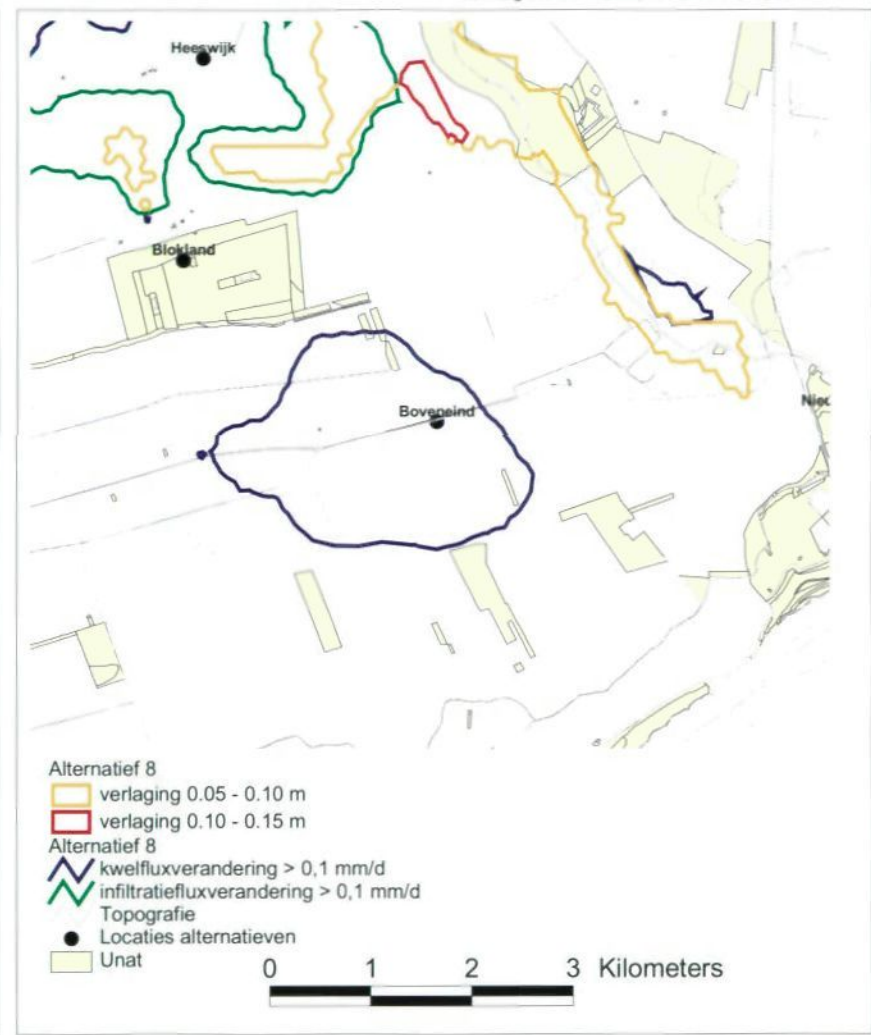 Heeswijk
Blokland
Boveneind
Alternatief 8
verlaging 0.05 - 0.10 m
verlaging 0.10 - 0.15 m
Alternatief 8
kwelfluxverandering > 0,1 mm/d
infiltratiefluxverandering > 0,1 mm/d
Topografie
Locaties alternatieven
Unat
0 1 2 3 Kilometers